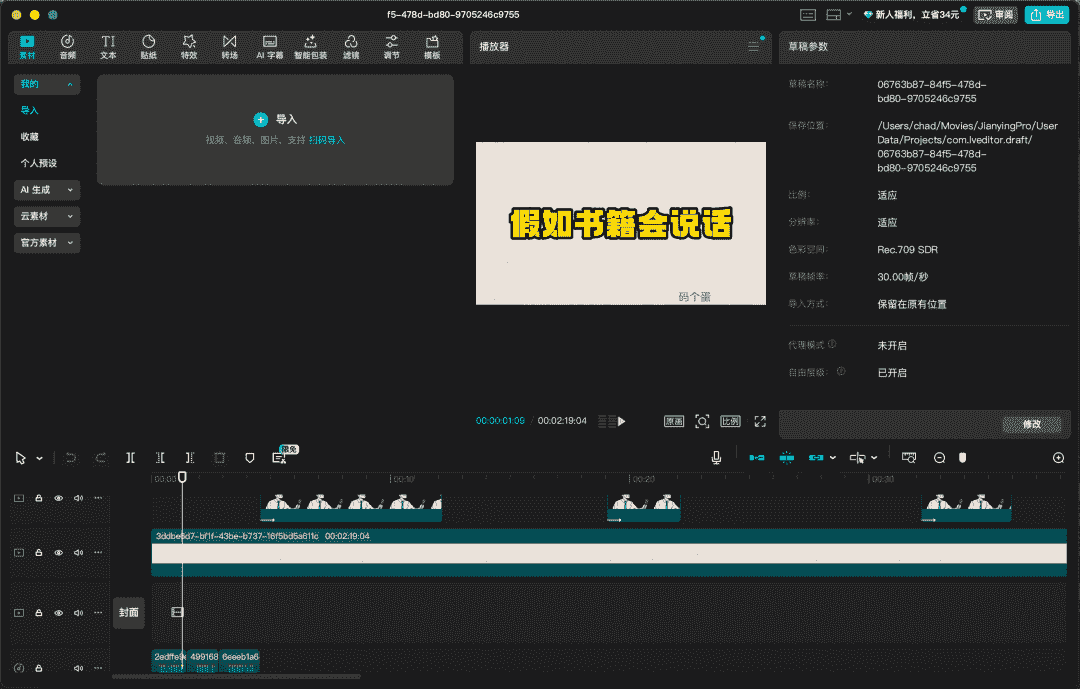 f5-478d-bd80-9705246c9755
新人福利，立省34元
审阅
导出
素材
音频
文本
贴纸
特效
转场
AI 字幕
智能包装
滤镜
调节
模板
播放器
草稿参数
我的
导入
收藏
个人预设
AI 生成
云素材
官方素材
导入
视频、音频、图片，支持 扫码导入
假如书籍会说话
码个蛋
草稿名称：
06763b87-84f5-478d-
bd80-9705246c9755
保存位置：
/Users/chad/Movies/JianyingPro/User
Data/Projects/com.lveditor.draft/
06763b87-84f5-478d-
bd80-9705246c9755
比例：
适应
分辨率：
适应
色彩空间：
Rec.709 SDR
草稿帧率：
30.00帧/秒
导入方式：
保留在原有位置
代理模式
未开启
自由层级：
已开启
修改
00:00:01:09
00:02:19:04
原画
比例
限免
00:00
00:10
00:20
00:30
00:02:19:04
封面
499168
6eeeb1a6